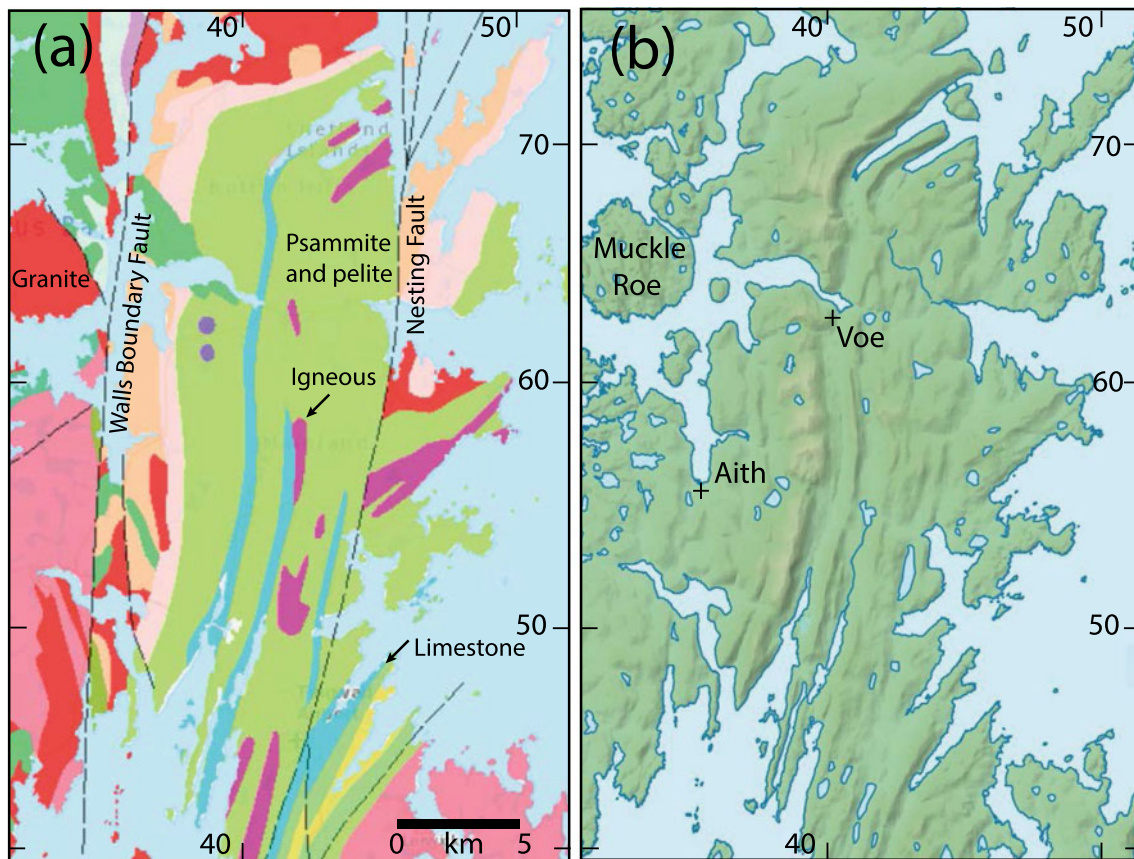 (a)
40
50
70
Walls Boundary Fault
Granite
Psammite
and pelite
Nesting Fault
60
Igneous
50
Limestone
0 km 5
40
(b)
40
50
70
Muckle
Roe
Voe
60
Aith
50
40